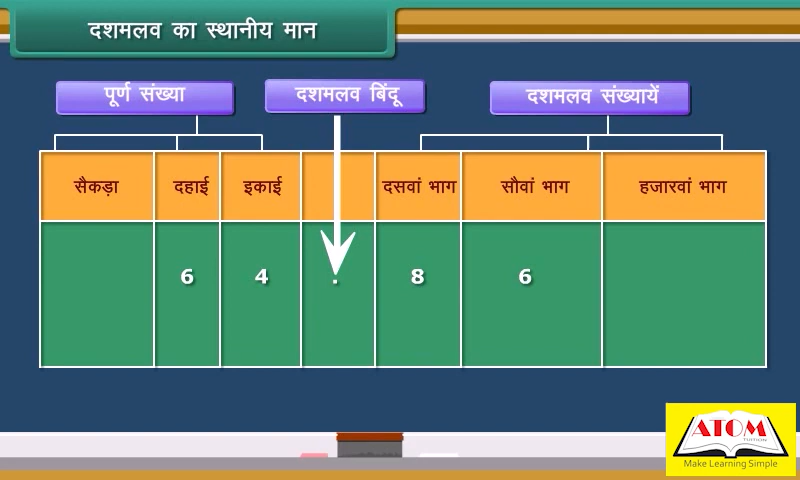 दशमलव का स्थानीय मान
पूर्ण संख्या दशमलव बिंदू दशमलव संख्यायें
सैकड़ा दहाई इकाई दसवां भाग सौवां भाग हजारवां भाग
6 4 . 8 6
ATOM
TUITION
Make Learning Simple